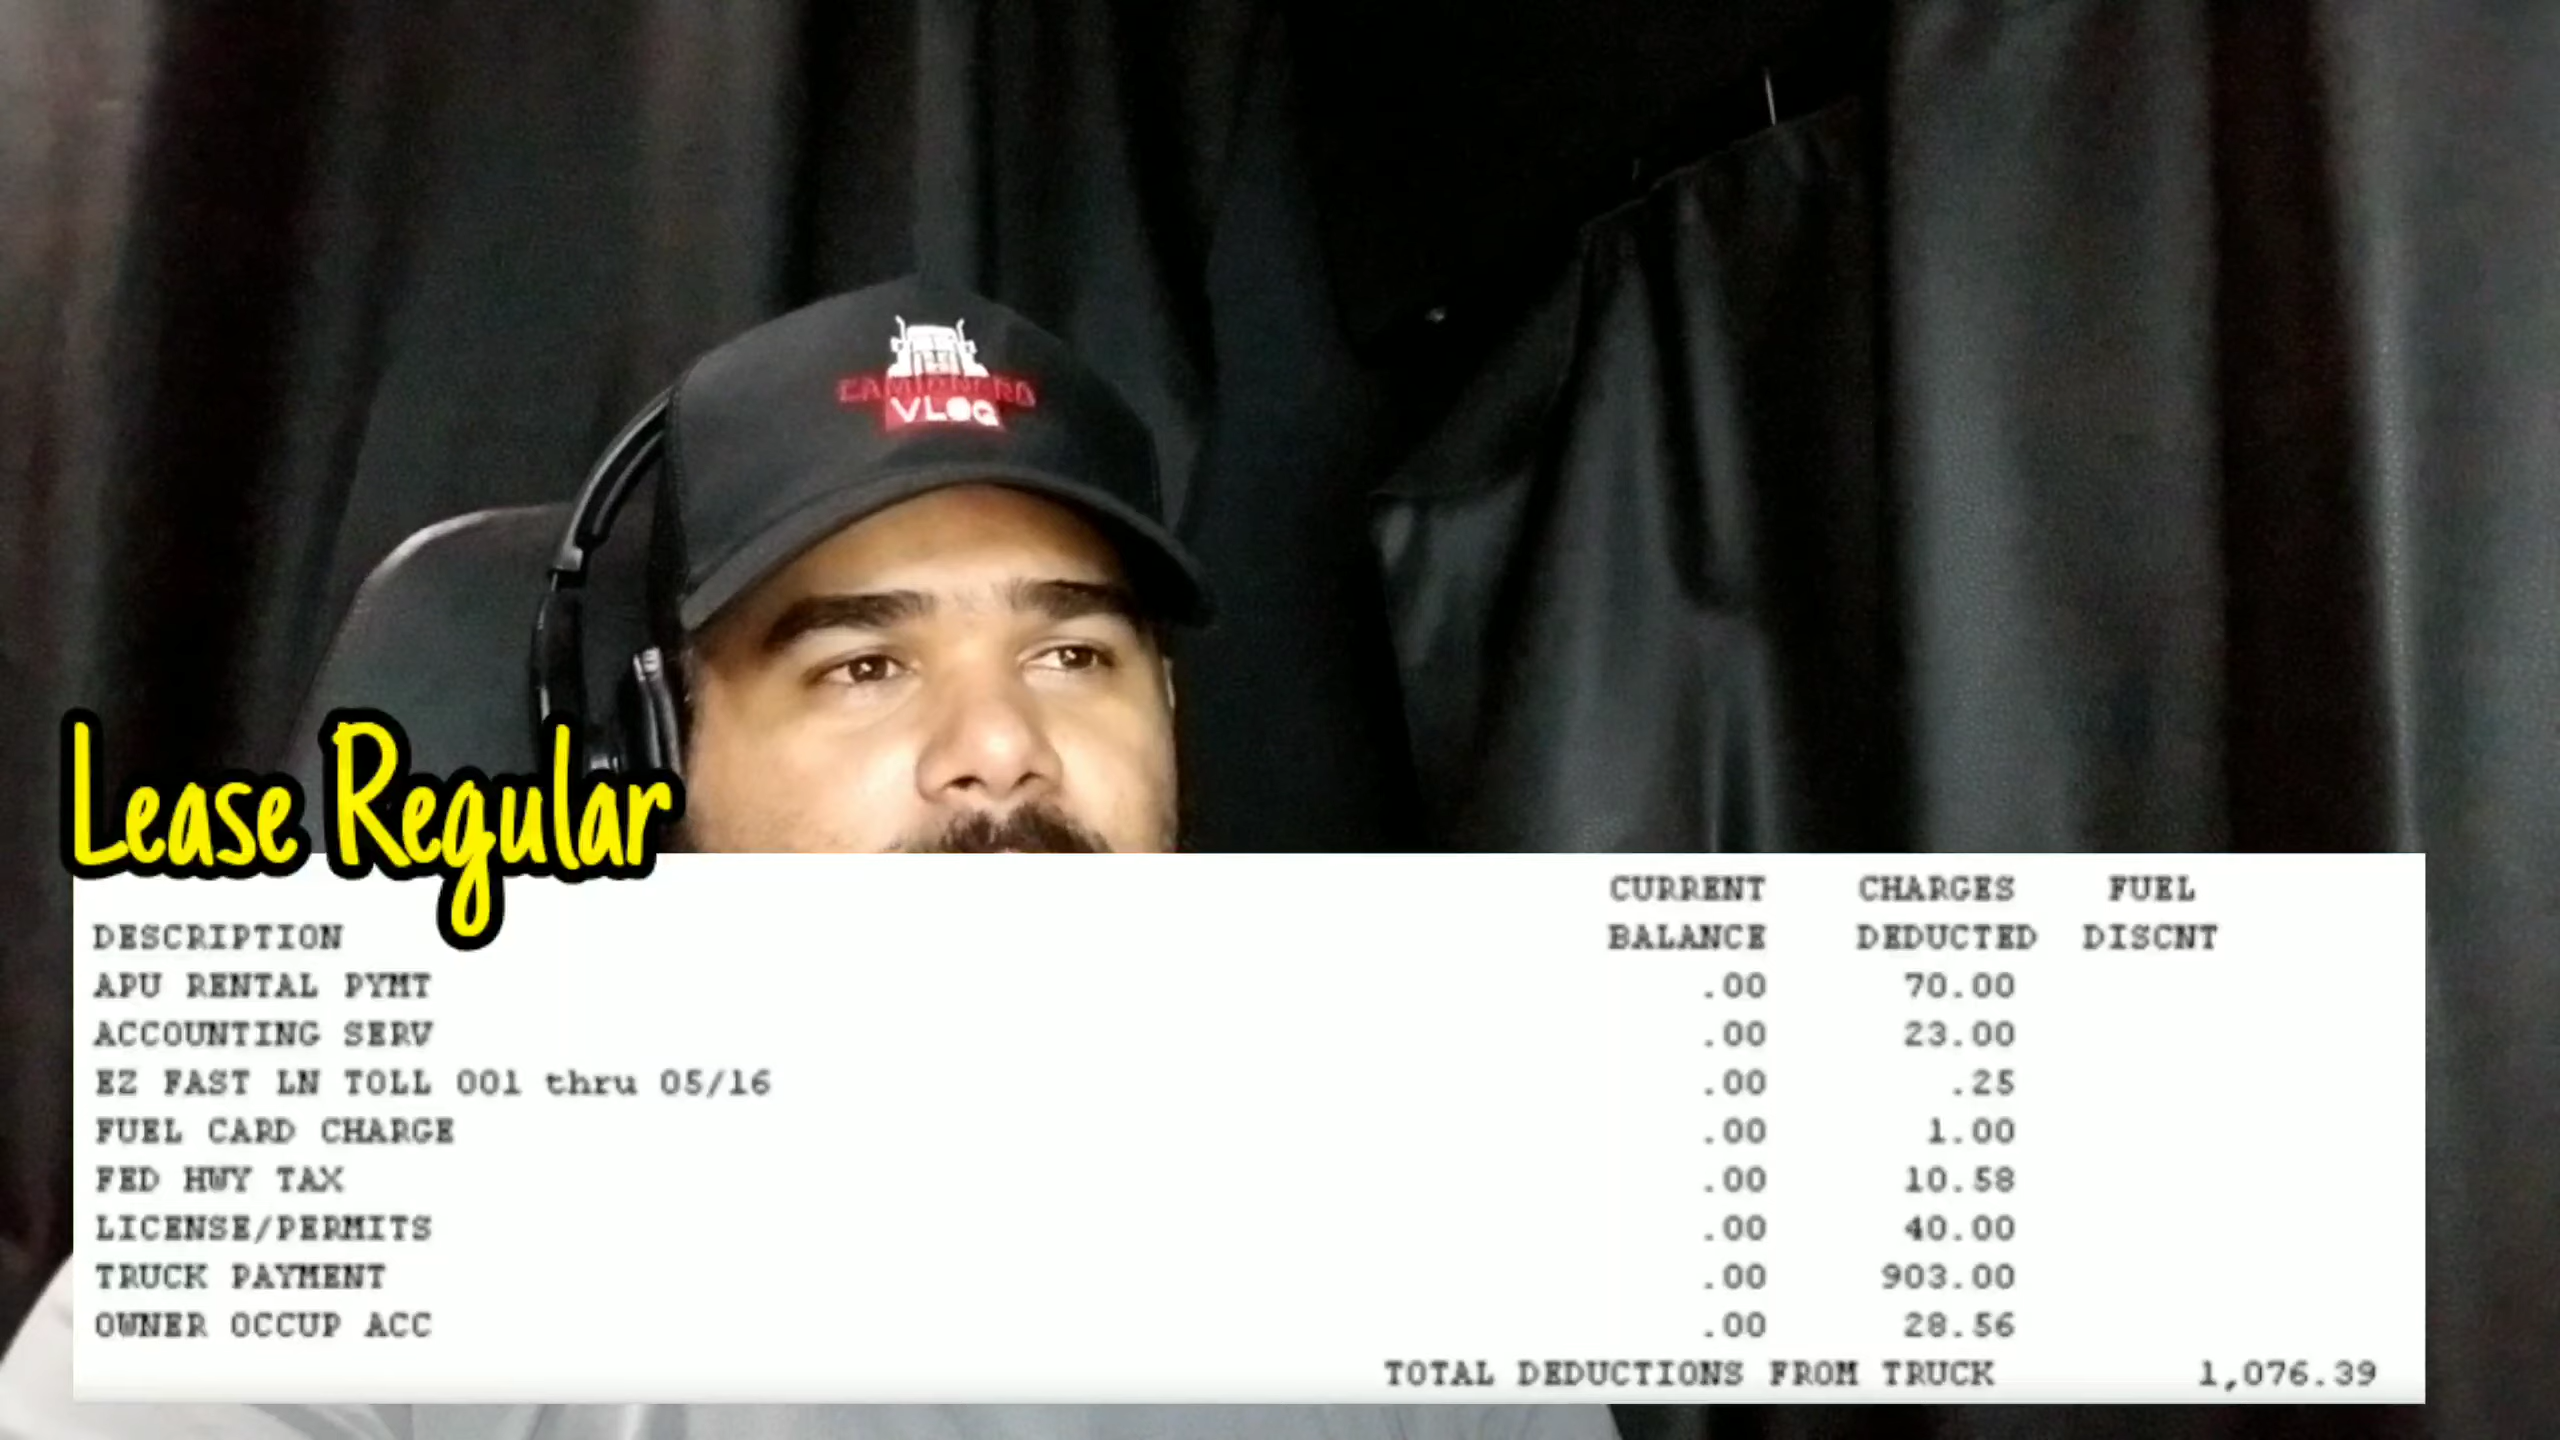 CAMIONERO
VLOG
Lease Regular
CURRENT CHARGES FUEL
DESCRIPTION BALANCE DEDUCTED DISCNT
APU RENTAL PYMT .00 70.00
ACCOUNTING SERV .00 23.00
EZ FAST LN TOLL 001 thru 05/16 .00 .25
FUEL CARD CHARGE .00 1.00
FED HWY TAX .00 10.58
LICENSE/PERMITS .00 40.00
TRUCK PAYMENT .00 903.00
OWNER OCCUP ACC .00 28.56
TOTAL DEDUCTIONS FROM TRUCK 1,076.39